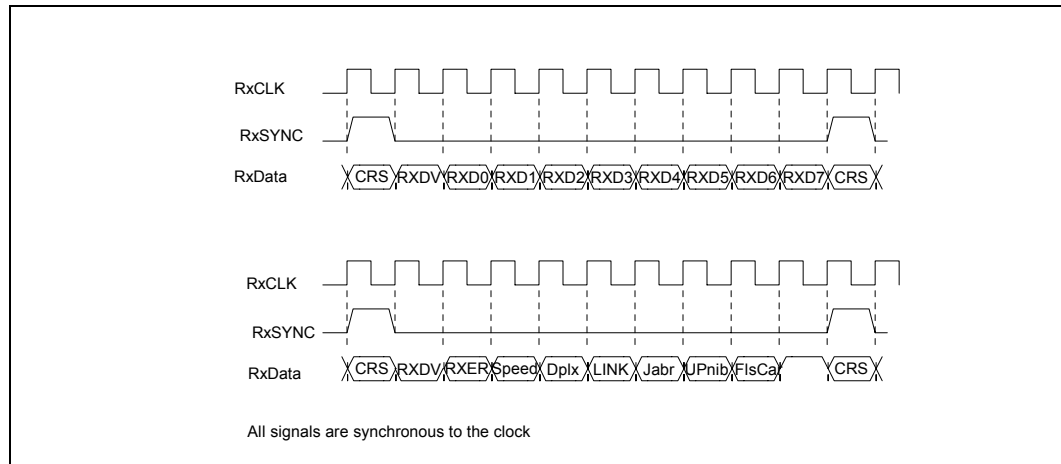 RxCLK
RxSYNC
RxData CRS RXDV RXD0 RXD1 RXD2 RXD3 RXD4 RXD5 RXD6 RXD7 CRS
RxCLK
RxSYNC
RxData CRS RXDV RXER Speed Dplx LINK Jabr UPnib FlsCar CRS
All signals are synchronous to the clock